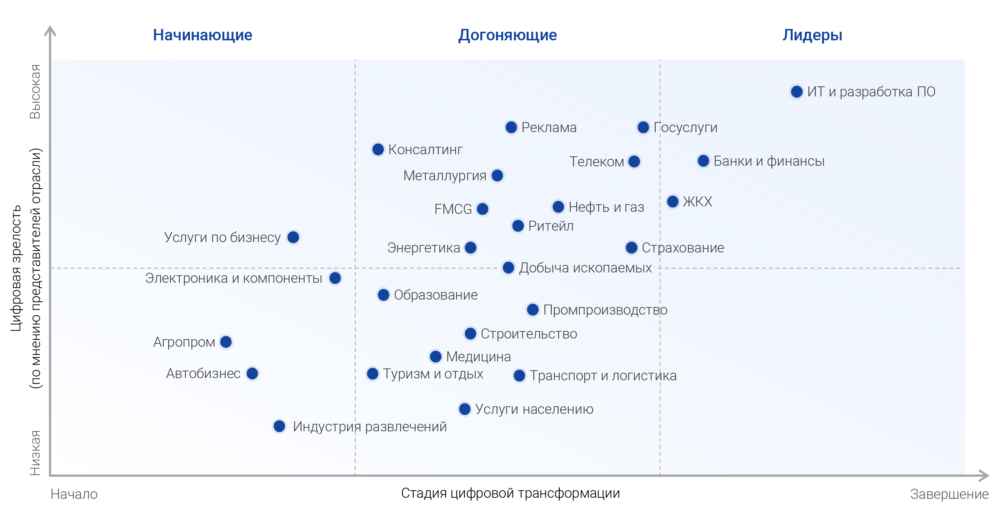 Начинающие
Догоняющие
Лидеры
Высокая
Цифровая зрелость
(по мнению представителей отрасли)
Низкая
ИТ и разработка ПО
Реклама
Госуслуги
Консалтинг
Телеком
Банки и финансы
Металлургия
ЖКХ
FMCG
Нефть и газ
Ритейл
Услуги по бизнесу
Энергетика
Страхование
Добыча ископаемых
Электроника и компоненты
Образование
Промпроизводство
Строительство
Агропром
Медицина
Автобизнес
Туризм и отдых
Транспорт и логистика
Услуги населению
Индустрия развлечений
Начало
Стадия цифровой трансформации
Завершение